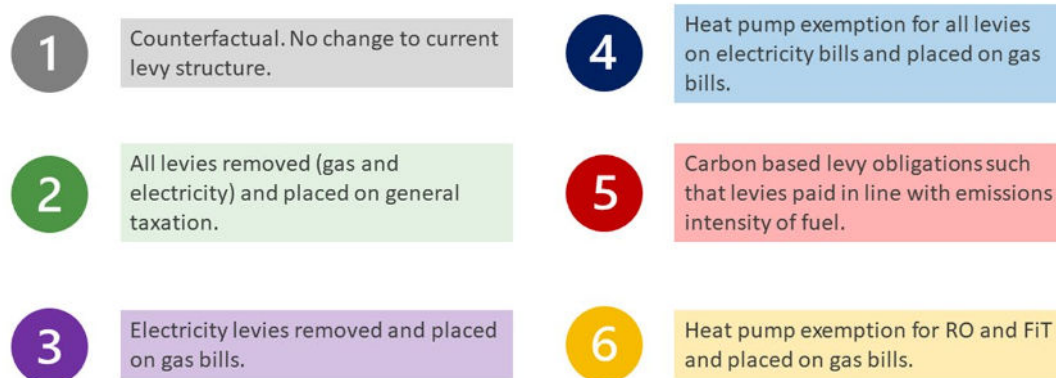 1
Counterfactual. No change to current
levy structure.
2
All levies removed (gas and
electricity) and placed on general
taxation.
3
Electricity levies removed and placed
on gas bills.
4
Heat pump exemption for all levies
on electricity bills and placed on gas
bills.
5
Carbon based levy obligations such
that levies paid in line with emissions
intensity of fuel.
6
Heat pump exemption for RO and FiT
and placed on gas bills.